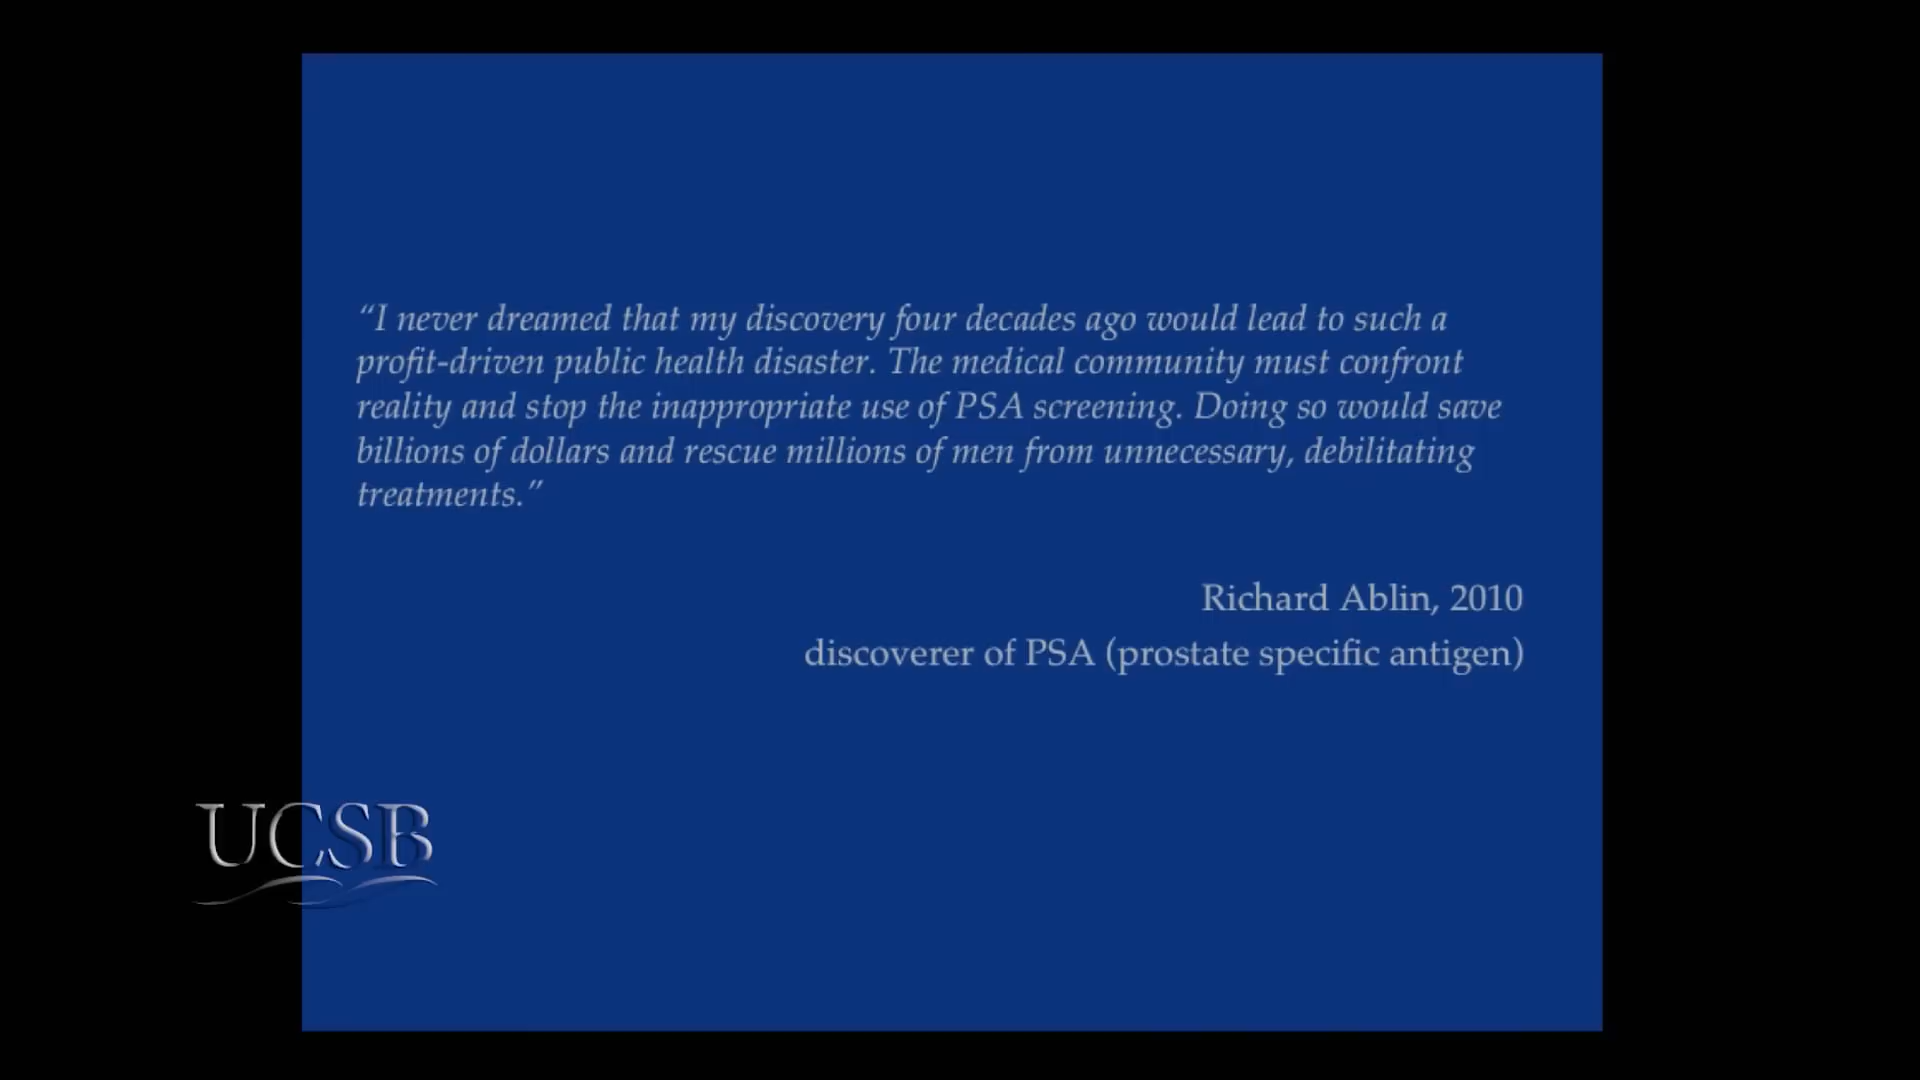 “I never dreamed that my discovery four decades ago would lead to such a
profit-driven public health disaster. The medical community must confront
reality and stop the inappropriate use of PSA screening. Doing so would save
billions of dollars and rescue millions of men from unnecessary, debilitating
treatments.”
Richard Ablin, 2010
discoverer of PSA (prostate specific antigen)
UCSB